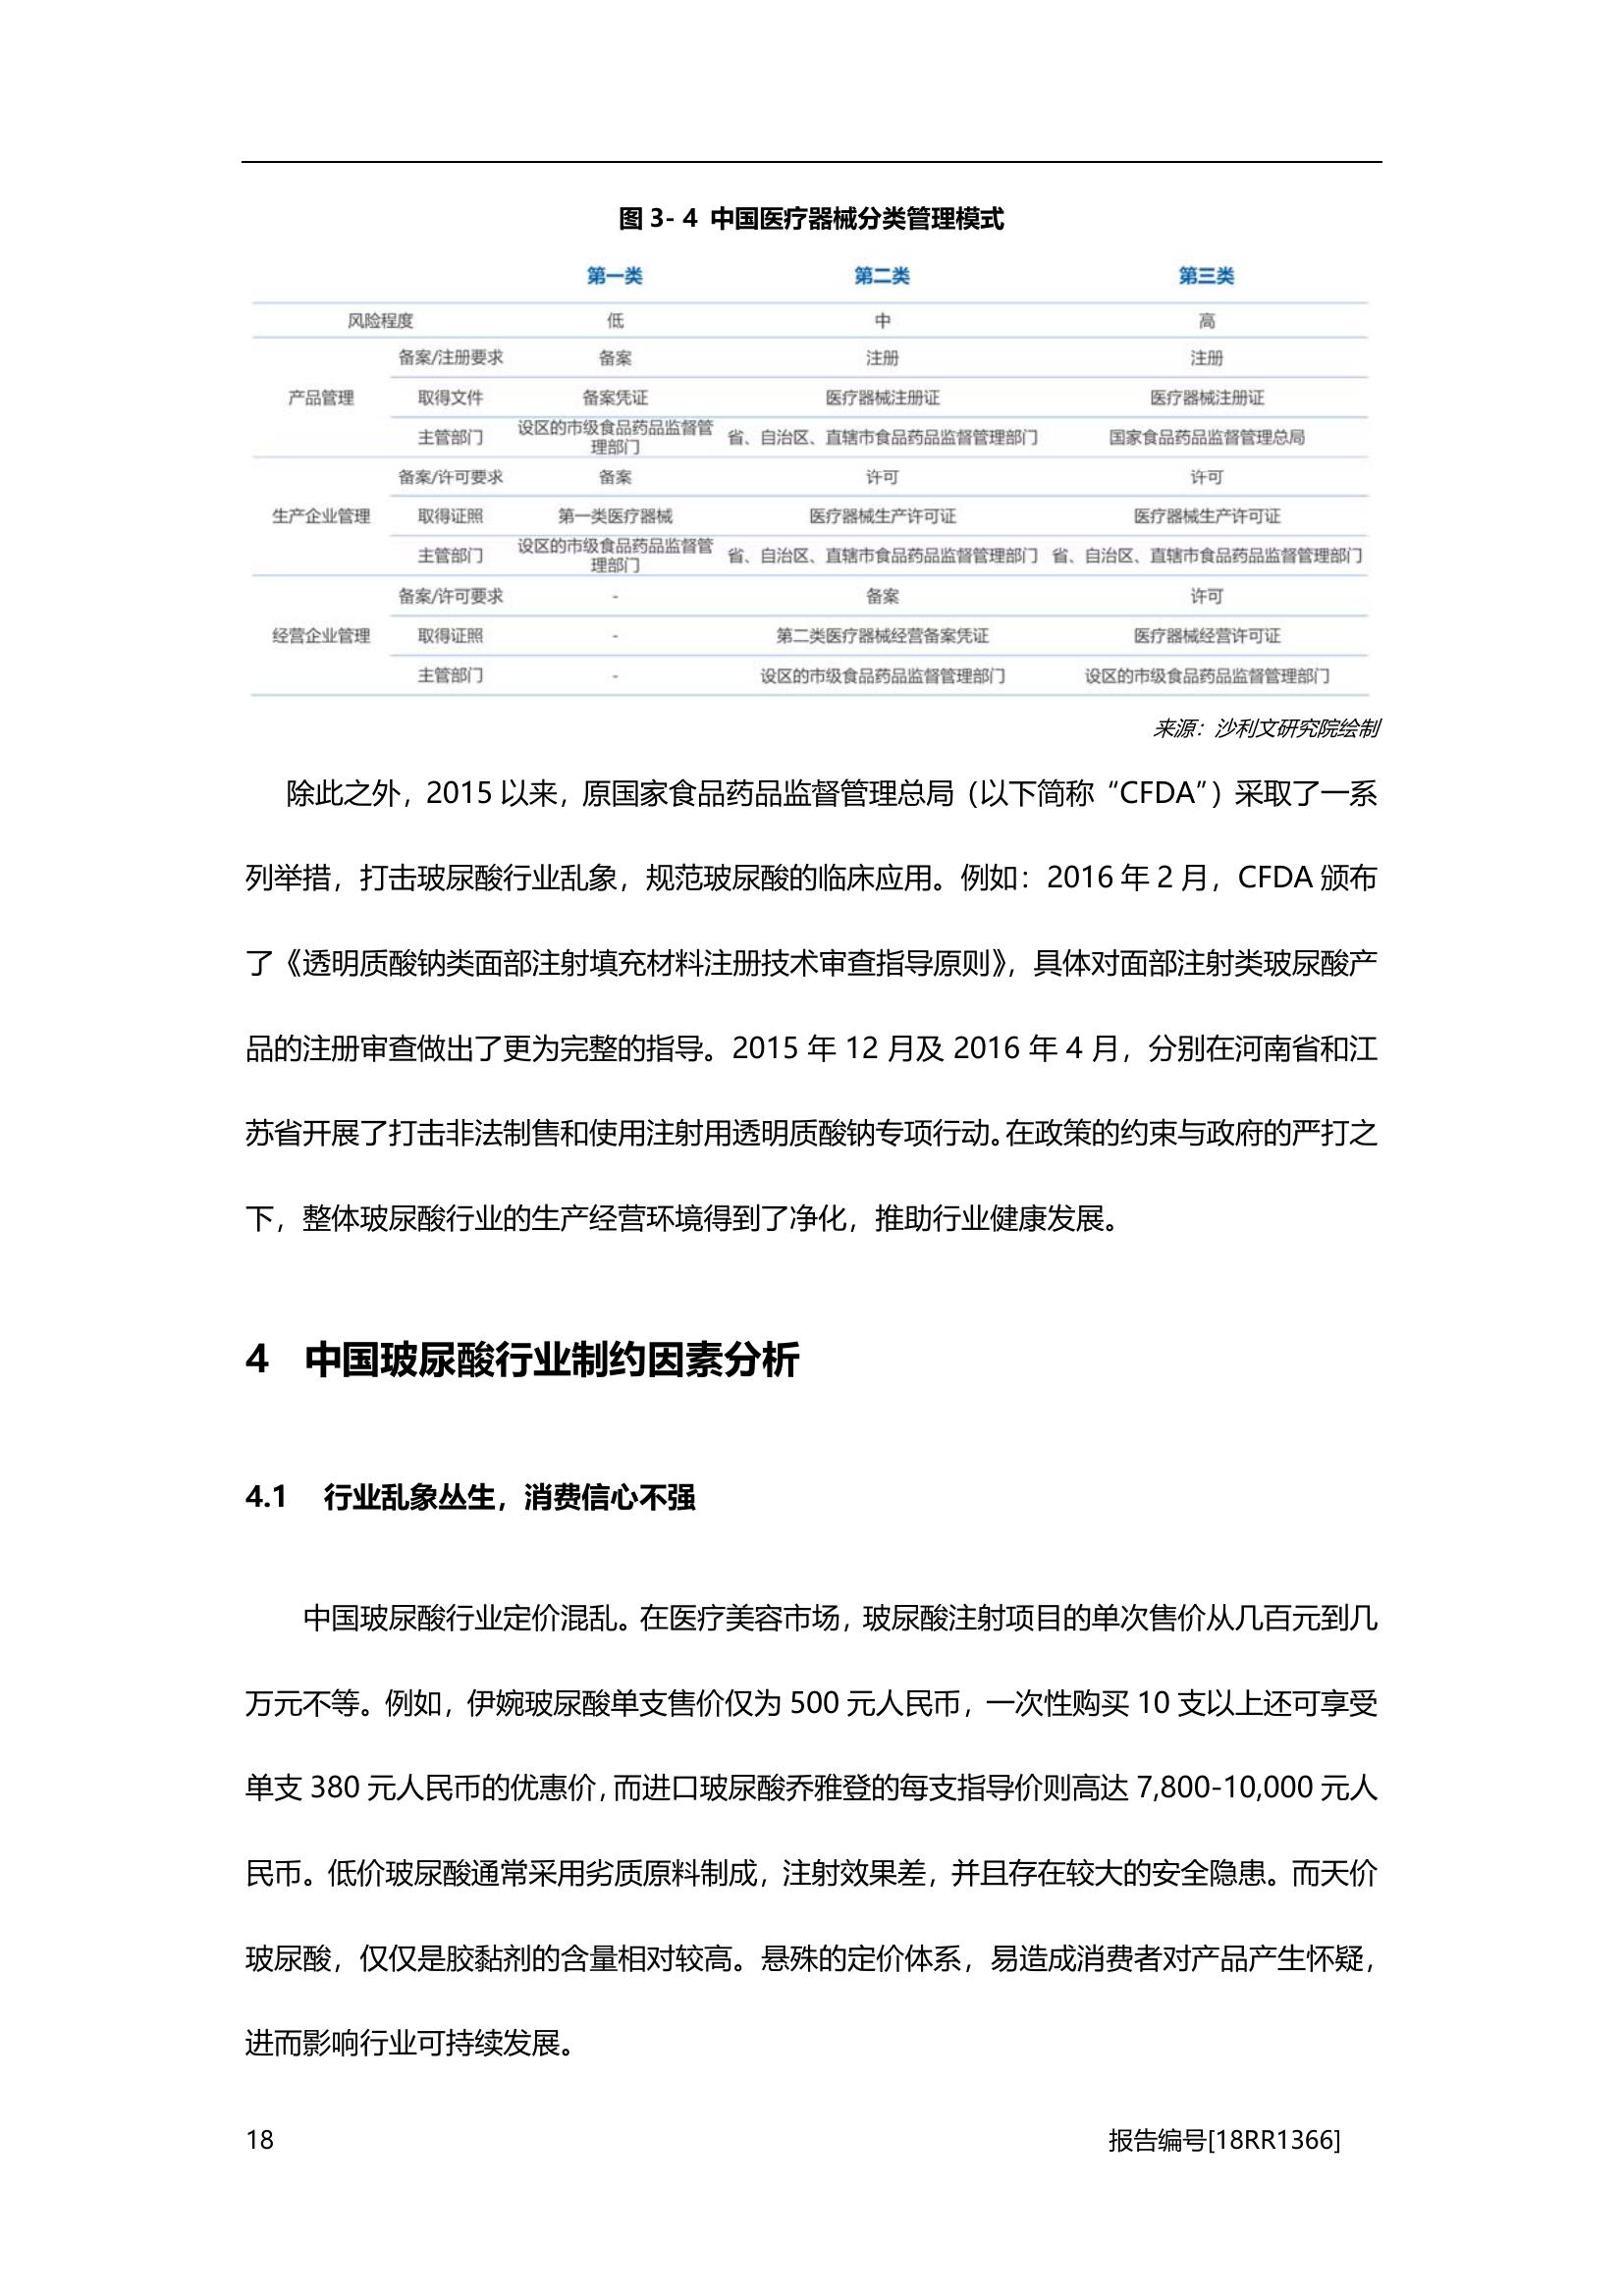 图 3- 4 中国医疗器械分类管理模式
第一类 第二类 第三类
风险程度 低 中 高
产品管理 备案/注册要求 备案 注册 注册
取得文件 备案凭证 医疗器械注册证 医疗器械注册证
主管部门 设区的市级食品药品监督管理部门 省、自治区、直辖市食品药品监督管理部门 国家食品药品监督管理总局
生产企业管理 备案/许可要求 备案 许可 许可
取得证照 第一类医疗器械 医疗器械生产许可证 医疗器械生产许可证
主管部门 设区的市级食品药品监督管理部门 省、自治区、直辖市食品药品监督管理部门 省、自治区、直辖市食品药品监督管理部门
经营企业管理 备案/许可要求 - 备案 许可
取得证照 - 第二类医疗器械经营备案凭证 医疗器械经营许可证
主管部门 - 设区的市级食品药品监督管理部门 设区的市级食品药品监督管理部门
来源：沙利文研究院绘制
除此之外，2015 以来，原国家食品药品监督管理总局（以下简称“CFDA”）采取了一系
列举措，打击玻尿酸行业乱象，规范玻尿酸的临床应用。例如：2016 年 2 月，CFDA 颁布
了《透明质酸钠类面部注射填充材料注册技术审查指导原则》，具体对面部注射类玻尿酸产
品的注册审查做出了更为完整的指导。2015 年 12 月及 2016 年 4 月，分别在河南省和江
苏省开展了打击非法制售和使用注射用透明质酸钠专项行动。在政策的约束与政府的严打之
下，整体玻尿酸行业的生产经营环境得到了净化，推助行业健康发展。
4 中国玻尿酸行业制约因素分析
4.1 行业乱象丛生，消费信心不强
中国玻尿酸行业定价混乱。在医疗美容市场，玻尿酸注射项目的单次售价从几百元到几
万元不等。例如，伊婉玻尿酸单支售价仅为 500 元人民币，一次性购买 10 支以上还可享受
单支 380 元人民币的优惠价，而进口玻尿酸乔雅登的每支指导价则高达 7,800-10,000 元人
民币。低价玻尿酸通常采用劣质原料制成，注射效果差，并且存在较大的安全隐患。而天价
玻尿酸，仅仅是胶黏剂的含量相对较高。悬殊的定价体系，易造成消费者对产品产生怀疑，
进而影响行业可持续发展。
18 报告编号[18RR1366]